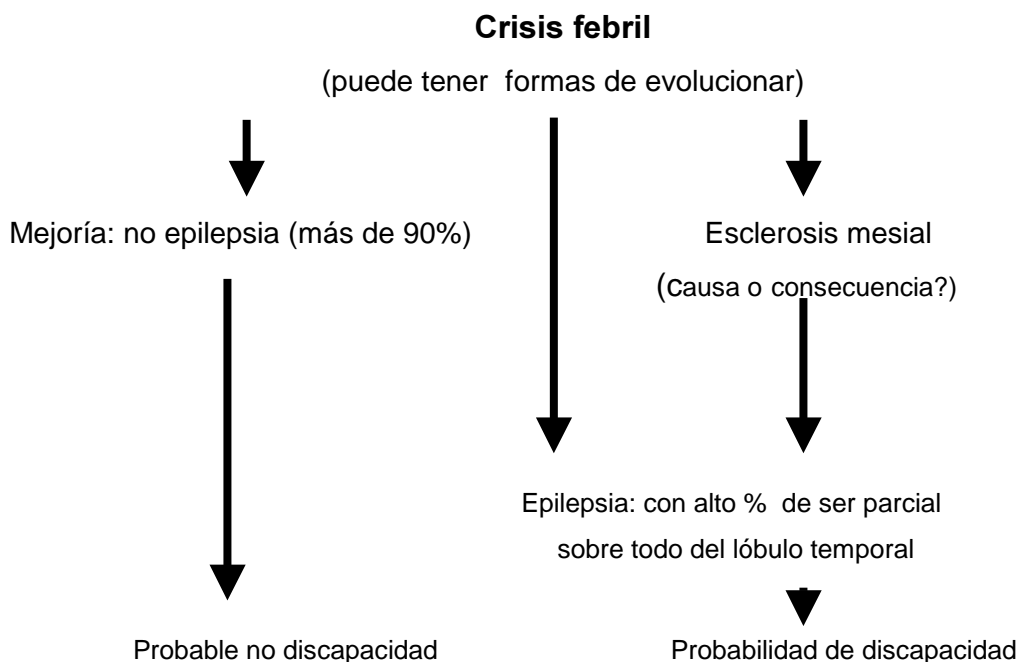 Crisis febril
(puede tener formas de evolucionar)
Mejoría: no epilepsia (más de 90%)
Esclerosis mesial
(Causa o consecuencia?)
Epilepsia: con alto % de ser parcial
sobre todo del lóbulo temporal
Probable no discapacidad
Probabilidad de discapacidad